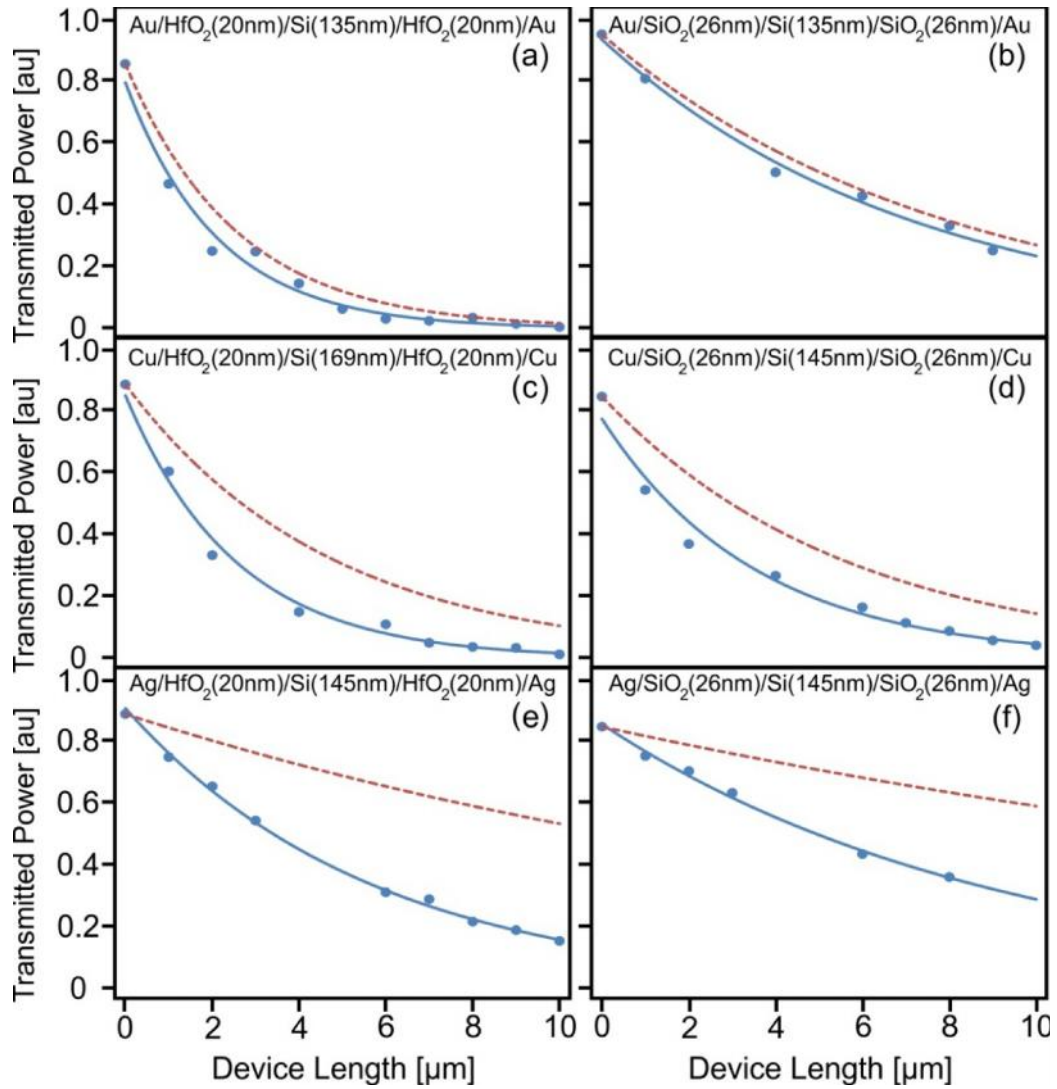 Au/HfO₂(20nm)/Si(135nm)/HfO₂(20nm)/Au
(a)
Transmitted Power [au]
1.0
0.8
0.6
0.4
0.2
0
Au/SiO₂(26nm)/Si(135nm)/SiO₂(26nm)/Au
(b)
Cu/HfO₂(20nm)/Si(169nm)/HfO₂(20nm)/Cu
(c)
Transmitted Power [au]
1.0
0.8
0.6
0.4
0.2
0
Cu/SiO₂(26nm)/Si(145nm)/SiO₂(26nm)/Cu
(d)
Ag/HfO₂(20nm)/Si(145nm)/HfO₂(20nm)/Ag
(e)
Transmitted Power [au]
1.0
0.8
0.6
0.4
0.2
0
Ag/SiO₂(26nm)/Si(145nm)/SiO₂(26nm)/Ag
(f)
0 2 4 6 8 10
Device Length [µm]
0 2 4 6 8 10
Device Length [µm]